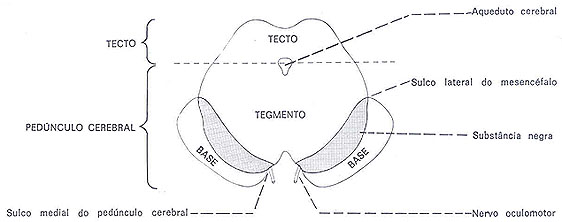 Aqueduto cerebral
TECTO
TECTO
Sulco lateral do mesencéfalo
TEGMENTO
PEDÚNCULO CEREBRAL
Substância negra
BASE
BASE
Sulco medial do pedúnculo cerebral
Nervo oculomotor